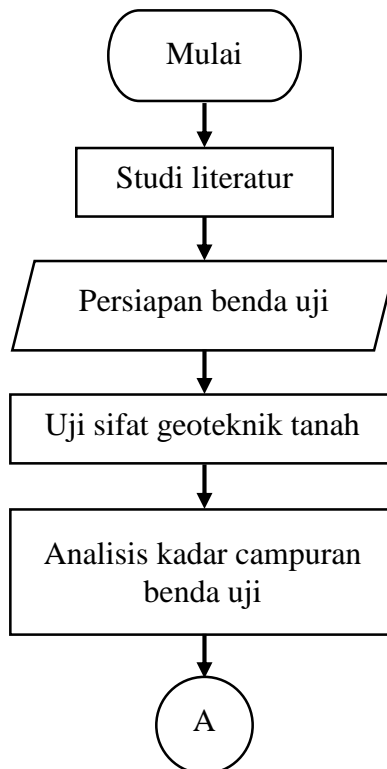 Mulai
Studi literatur
Persiapan benda uji
Uji sifat geoteknik tanah
Analisis kadar campuran
benda uji
A